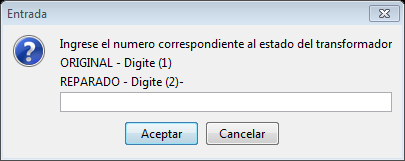 Entrada
Ingrese el numero correspondiente al estado del transformador
ORIGINAL - Digite (1)
REPARADO - Digite (2)-
Aceptar
Cancelar